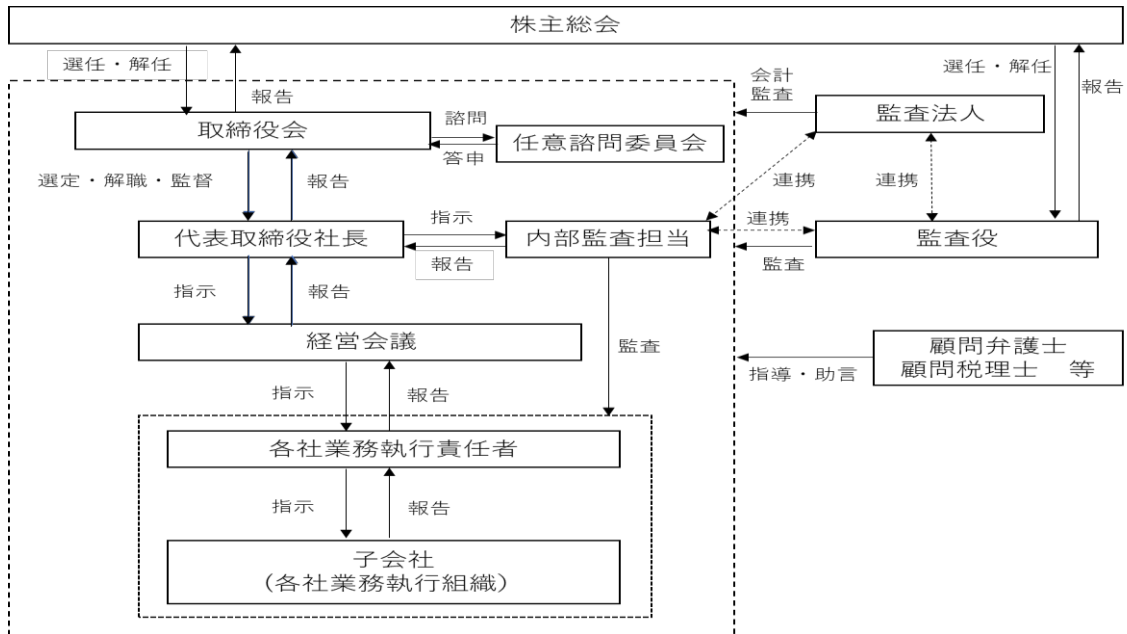 株主総会
選任・解任
報告
会計
監査
監査法人
選任・解任
報告
取締役会
諮問
答申
任意諮問委員会
選定・解職・監督
報告
連携
連携
代表取締役社長
指示
報告
内部監査担当
連携
監査
監査役
指示
報告
経営会議
監査
顧問弁護士
顧問税理士　等
指導・助言
指示
報告
各社業務執行責任者
指示
報告
子会社
(各社業務執行組織)